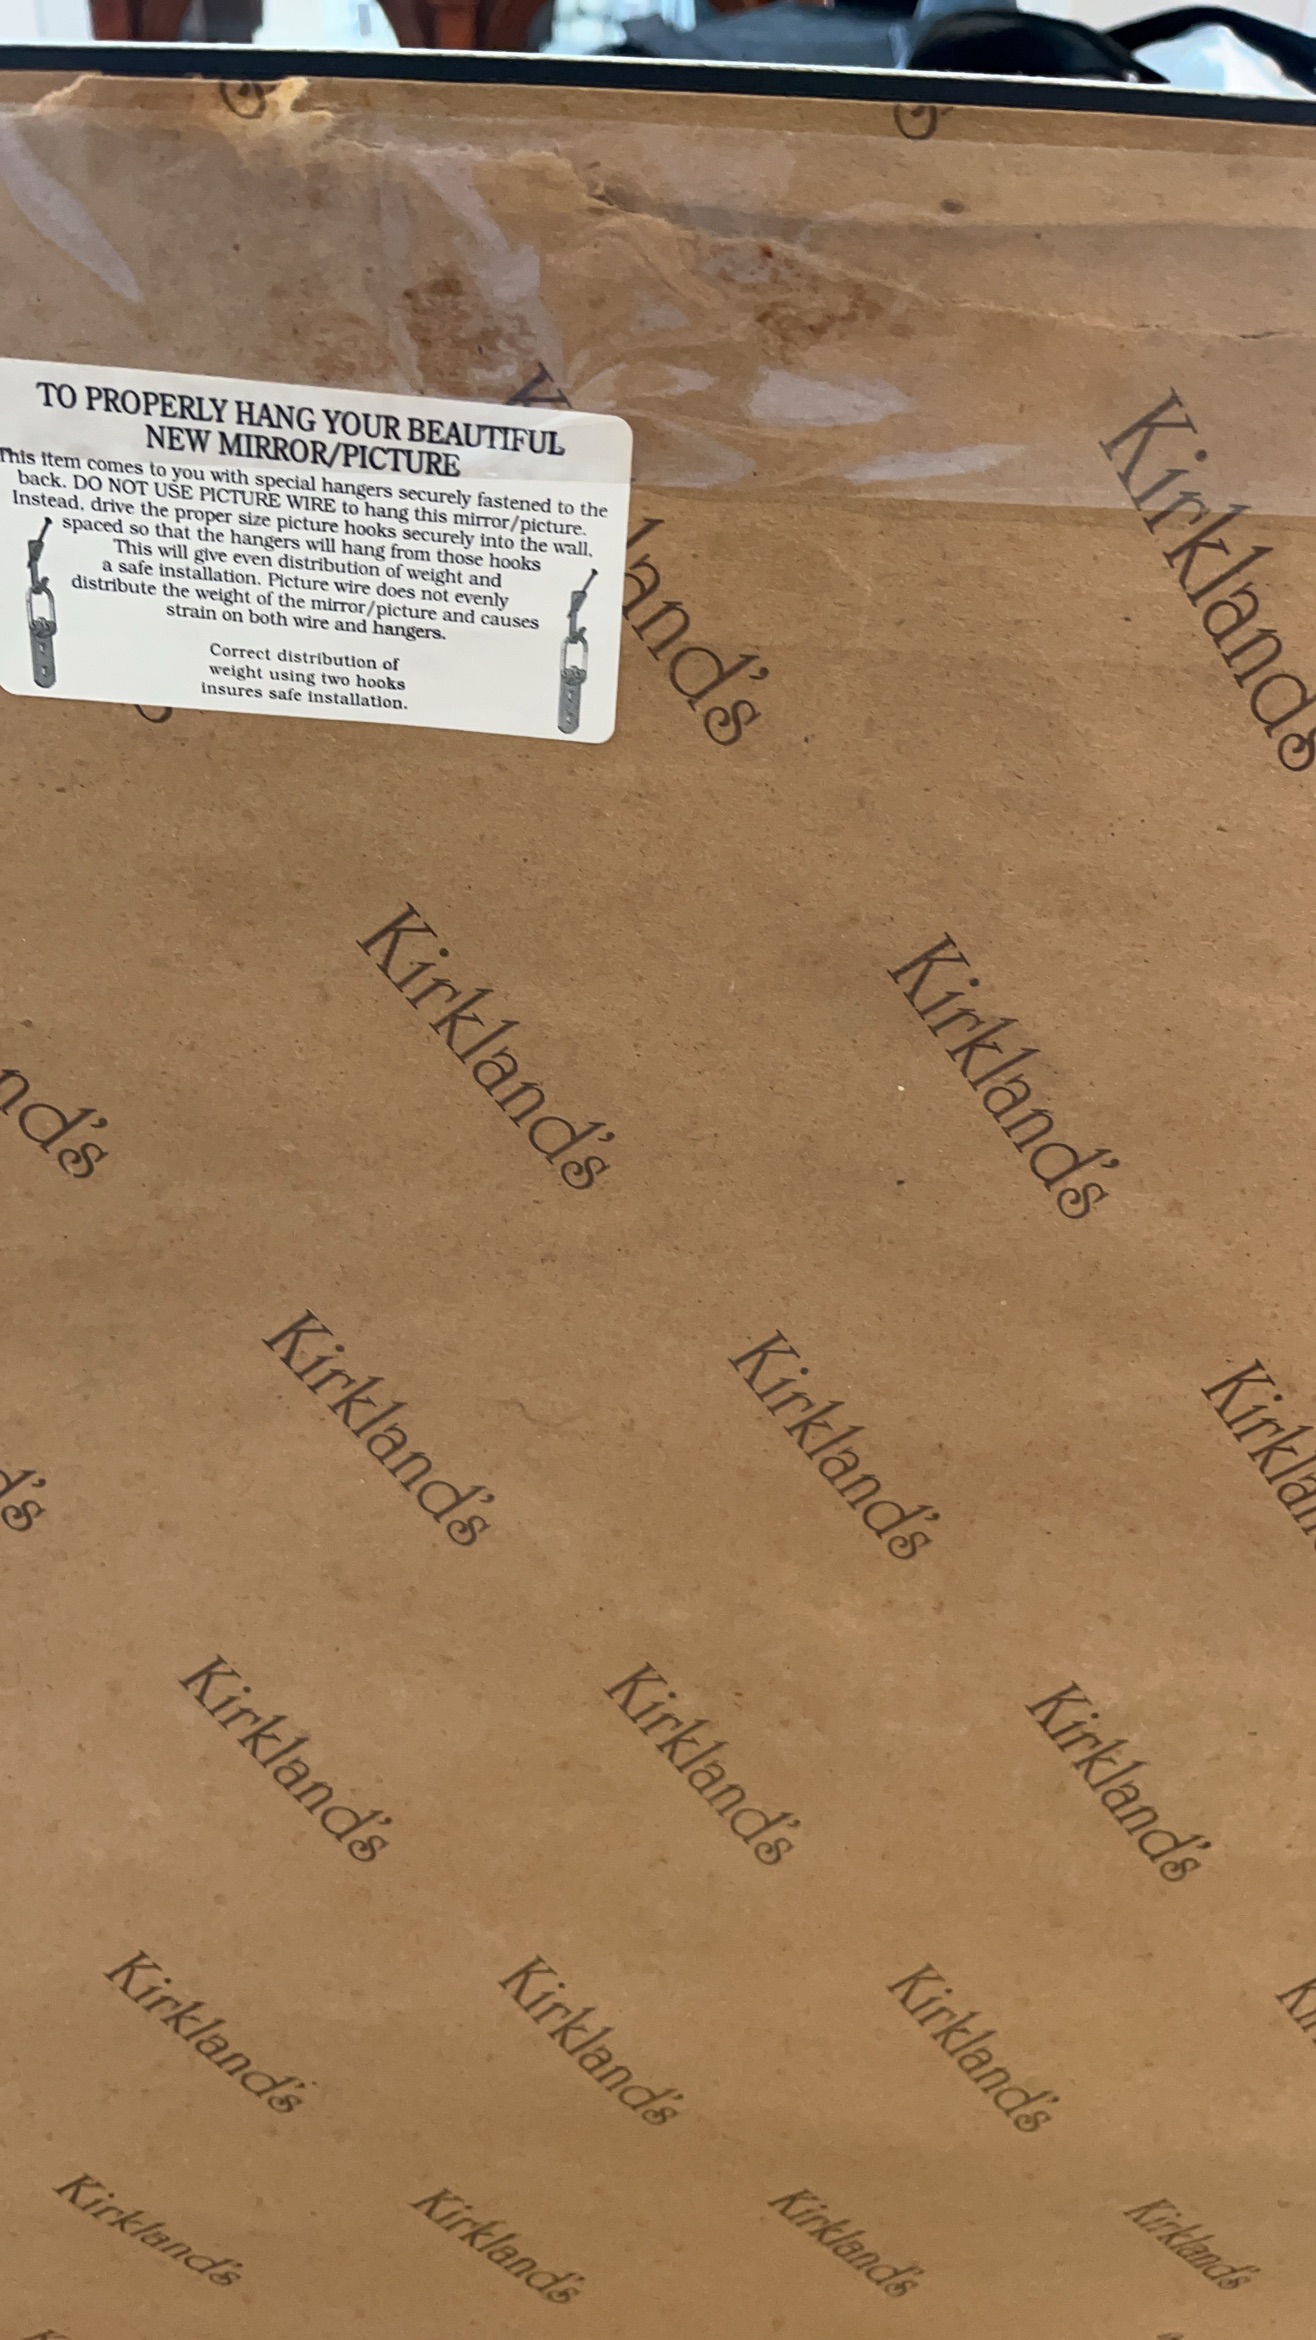 TO PROPERLY HANG YOUR BEAUTIFUL
NEW MIRROR/PICTURE
This item comes to you with special hangers securely fastened to the
back. DO NOT USE PICTURE WIRE to hang this mirror/picture.
Instead, drive the proper size picture hooks securely into the wall,
spaced so that the hangers will hang from those hooks
This will give even distribution of weight and
a safe installation. Picture wire does not evenly
distribute the weight of the mirror/picture and causes
strain on both wire and hangers.
Correct distribution of
weight using two hooks
insures safe installation.
land's
Kirkland's
nd's
Kirkland's
Kirkland's
d's
Kirkland's
Kirkland's
Kirklan
Kirkland's
Kirkland's
Kirkland's
Kirkland's
Kirkland's
Kirkland's
Kirkland's
Kirkland's
Kirkland's
Kirkland's